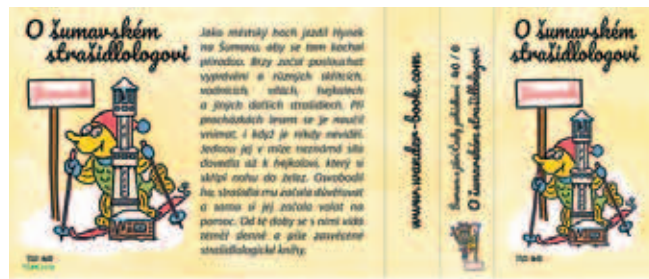 O šumavském
strašidlologovi
Jako městský hoch jezdil Hynek
na Šumavu, aby se tam kochal
přírodou. Brzy začal poslouchat
vyprávění o různých skřítcích,
vodnících, vílách, hejkalech
a jiných dalších strašidlech. Při
procházkách lesem se je naučil
vnímat, i když je nikdy neviděl.
Jednou jej v mlze neznámá síla
dovedla až k hejkalovi, který si
skřípl nohu do želez. Osvobodil
ho, strašidla mu začala důvěřovat
a sama si jej začala volat na
pomoc. Od té doby se s nimi vídá
téměř denně a píše zasvěcené
strašidlologické knihy.
www.wander-book.com
O šumavském strašidlologovi
O šumavském
strašidlologovi